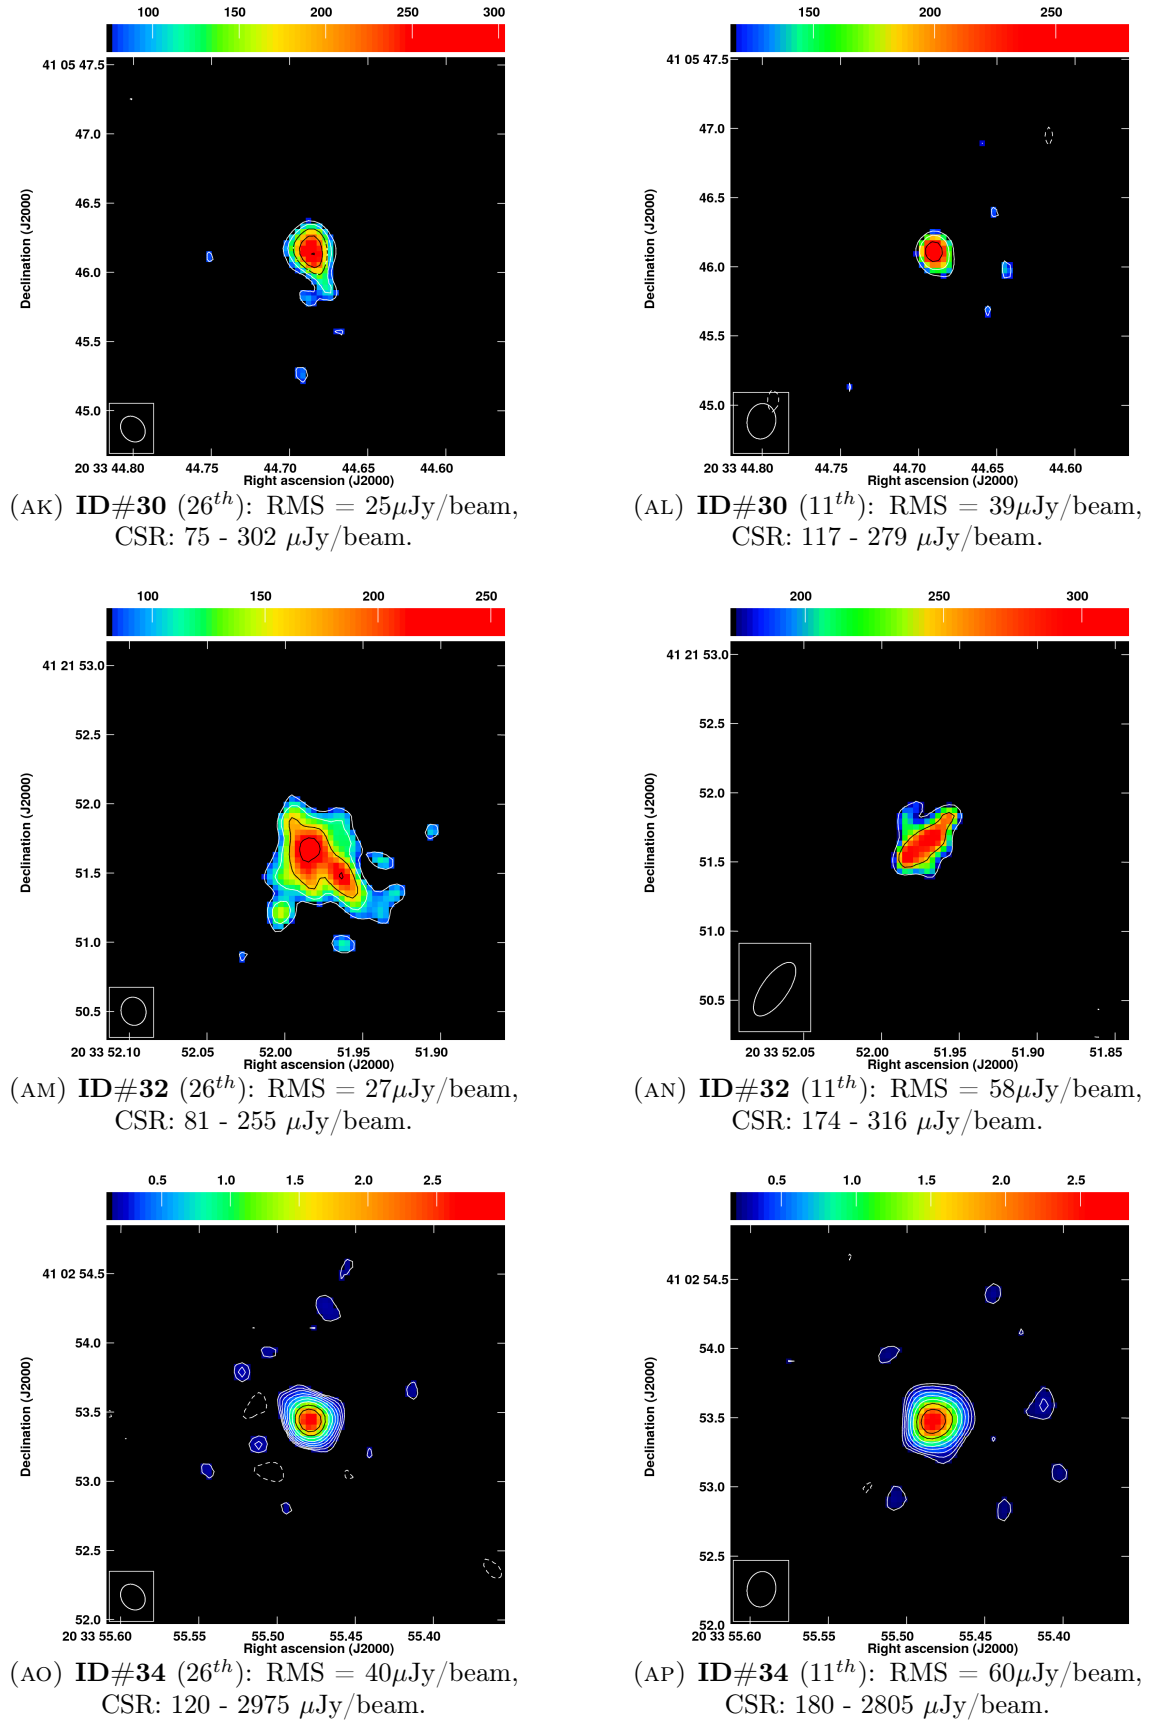 100 150 200 250 300
41 05 47.5
47.0
46.5
46.0
45.5
45.0
Declination (J2000)
20 33 44.80 44.75 44.70 44.65 44.60
Right ascension (J2000)
(AK) ID#30 (26th): RMS = 25μJy/beam,
CSR: 75 - 302 μJy/beam.
150 200 250
41 05 47.5
47.0
46.5
46.0
45.5
45.0
Declination (J2000)
20 33 44.80 44.75 44.70 44.65 44.60
Right ascension (J2000)
(AL) ID#30 (11th): RMS = 39μJy/beam,
CSR: 117 - 279 μJy/beam.
100 150 200 250
41 21 53.0
52.5
52.0
51.5
51.0
50.5
Declination (J2000)
20 33 52.10 52.05 52.00 51.95 51.90
Right ascension (J2000)
(AM) ID#32 (26th): RMS = 27μJy/beam,
CSR: 81 - 255 μJy/beam.
200 250 300
41 21 53.0
52.5
52.0
51.5
51.0
50.5
Declination (J2000)
20 33 52.05 52.00 51.95 51.90 51.85
Right ascension (J2000)
(AN) ID#32 (11th): RMS = 58μJy/beam,
CSR: 174 - 316 μJy/beam.
0.5 1.0 1.5 2.0 2.5
41 02 54.5
54.0
53.5
53.0
52.5
52.0
Declination (J2000)
20 33 55.60 55.55 55.50 55.45 55.40
Right ascension (J2000)
(AO) ID#34 (26th): RMS = 40μJy/beam,
CSR: 120 - 2975 μJy/beam.
0.5 1.0 1.5 2.0 2.5
41 02 54.5
54.0
53.5
53.0
52.5
52.0
Declination (J2000)
20 33 55.60 55.55 55.50 55.45 55.40
Right ascension (J2000)
(AP) ID#34 (11th): RMS = 60μJy/beam,
CSR: 180 - 2805 μJy/beam.